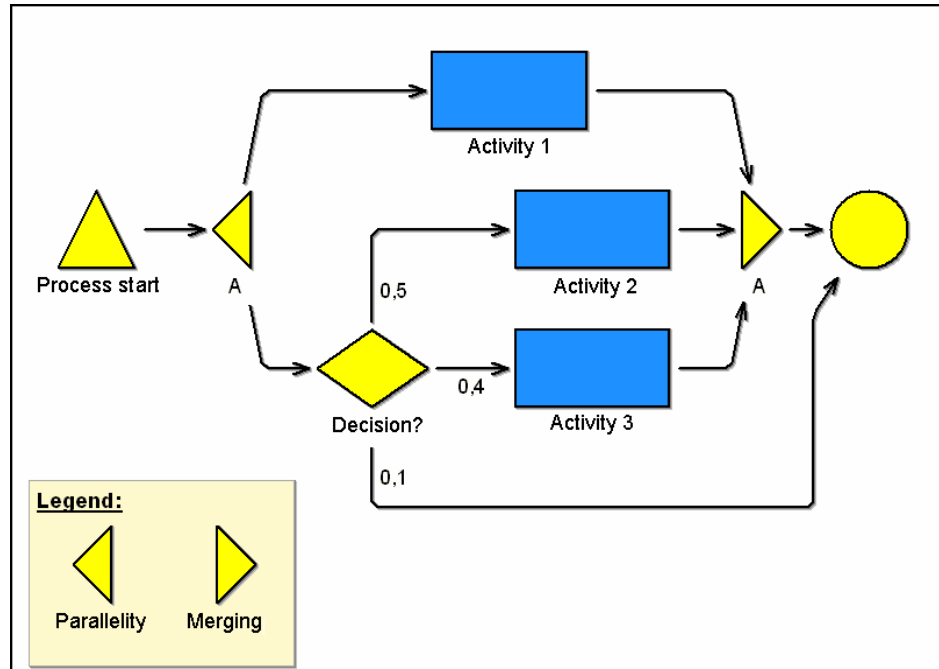 Activity 1
Process start
A
0,5
Activity 2
A
0,4
Decision?
Activity 3
0,1
Legend:
Parallelity
Merging